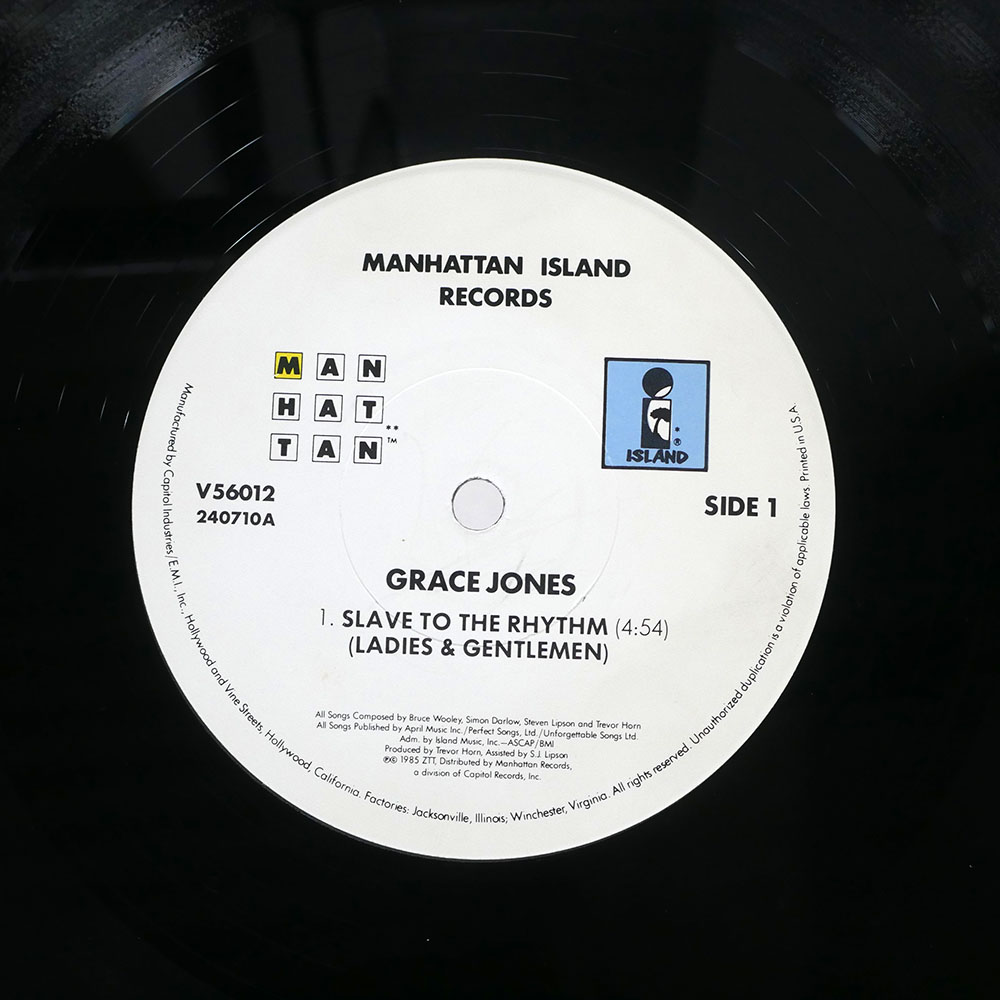 MANHATTAN ISLAND
RECORDS
M A N
H A T
T A N
**
TM
*
®
ISLAND
V56012
240710A
SIDE 1
GRACE JONES
1. SLAVE TO THE RHYTHM (4:54)
(LADIES & GENTLEMEN)
All Songs Composed by Bruce Wooley, Simon Darlow, Steven Lipson and Trevor Horn
All Songs Published by April Music Inc./Perfect Songs, Ltd./Unforgettable Songs Ltd.
Adm. by Island Music, Inc.—ASCAP/BMI
Produced by Trevor Horn, Assisted by S.J. Lipson
℗© 1985 ZTT, Distributed by Manhattan Records,
a division of Capitol Records, Inc.
Manufactured by Capitol Industries/E.M.I., Inc., Hollywood and Vine Streets, Hollywood, California. Factories: Jacksonville, Illinois; Winchester, Virginia. All rights reserved. Unauthorized duplication is a violation of applicable laws. Printed in U.S.A.